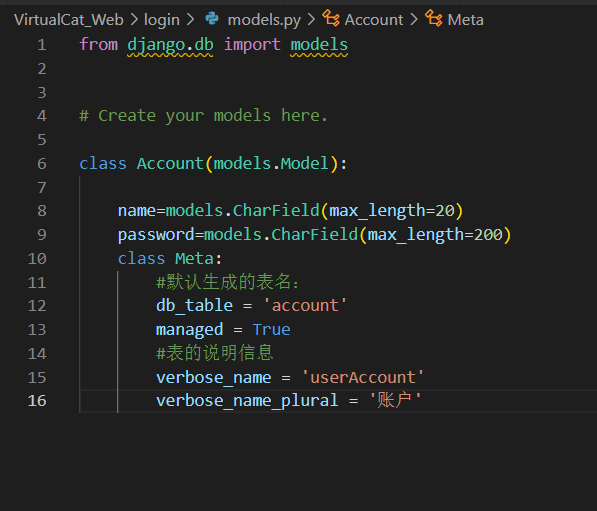 VirtualCat_Web > login > models.py > Account > Meta
1 from django.db import models
2
3
4 # Create your models here.
5
6 class Account(models.Model):
7
8 name=models.CharField(max_length=20)
9 password=models.CharField(max_length=200)
10 class Meta:
11 #默认生成的表名:
12 db_table = 'account'
13 managed = True
14 #表的说明信息
15 verbose_name = 'userAccount'
16 verbose_name_plural = '账户'